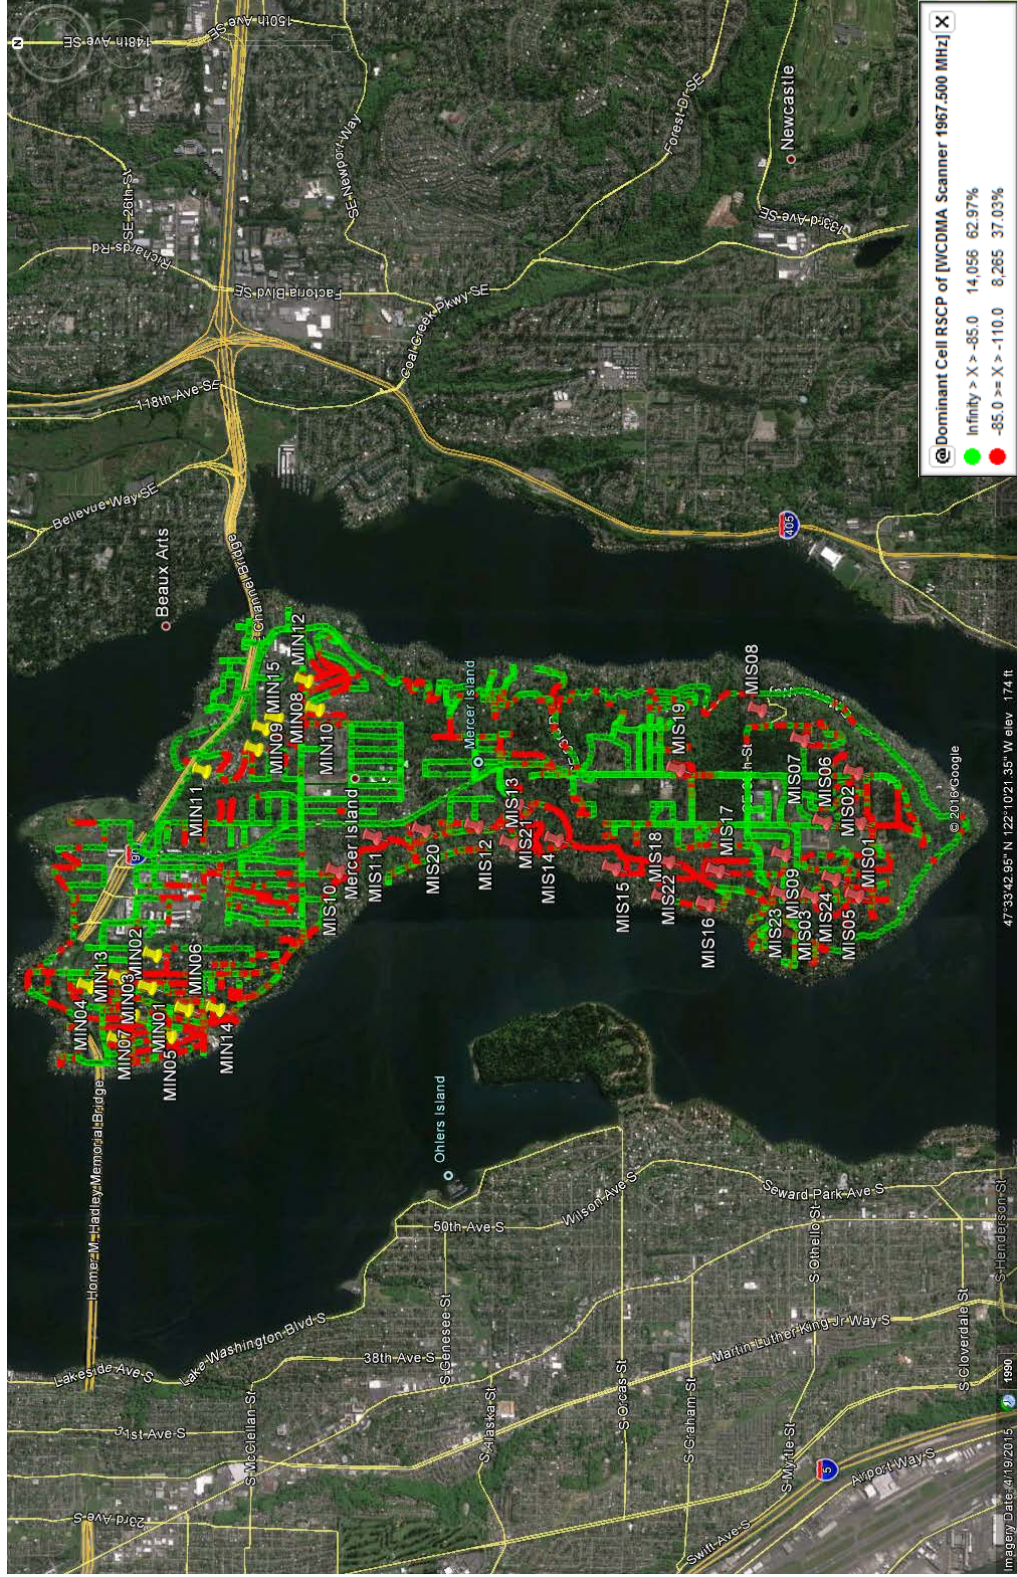 @Dominant Cell RSCP of [WCDMA Scanner 1967.500 MHz] X
Infinity > X > -85.0 14,056 62.97%
-85.0 >= X > -110.0 8,265 37.03%
N
148th Ave SE
150th Ave SE
SE 26th St
Richards Rd
SE Newport Way
Factoria Blvd SE
Forest Dr SE
Newcastle
133rd Ave SE
Coal Creek Pkwy SE
118th Ave SE
Bellevue Way SE
Beaux Arts
405
MIN12
MIN15
MIN08
MIN09
MIN10
MIN11
90
Mercer Island
Mercer Island
MIN02
MIN13
MIN04
MIN03
MIN06
MIN07
MIN01
MIN05
MIN14
MIS10
MIS11
MIS20
MIS12
MIS13
MIS21
MIS14
MIS15
MIS18
MIS22
MIS17
MIS16
MIS19
MIS08
MIS07
MIS06
MIS02
MIS01
MIS09
MIS23
MIS03
MIS24
MIS05
© 2016 Google
Homer M. Hadley Memorial Bridge
Ohlers Island
Lakeside Ave S
Lake Washington Blvd S
50th Ave S
Wilson Ave S
Seward Park Ave S
S Genesee St
38th Ave S
S Othello St
S Henderson St
Martin Luther King Jr Way S
S Cloverdale St
31st Ave S
S McClellan St
S Alaska St
S Orcas St
S Graham St
S Myrtle St
23rd Ave S
Swift Ave S
5
Airport Way S
Imagery Date: 4/19/2015 1990
47°33'42.95" N 122°10'21.35" W elev 174 ft